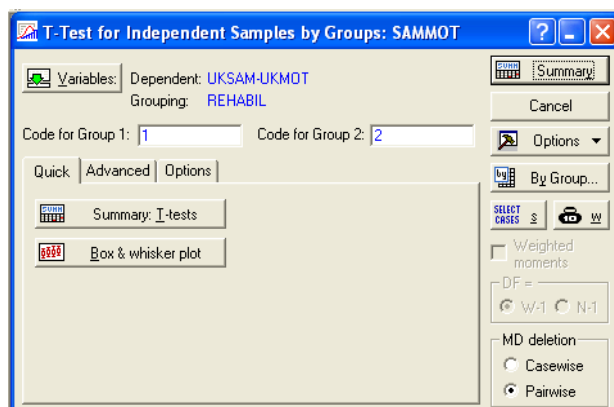 T-Test for Independent Samples by Groups: SAMMOT
Variables: Dependent: UKSAM-UKMOT
Grouping: REHABIL
Code for Group 1: 1 Code for Group 2: 2
Quick Advanced Options
Summary: T-tests
Box & whisker plot
Summary
Cancel
Options
By Group...
SELECT CASES S W
Weighted moments
DF =
W-1 N-1
MD deletion
Casewise
Pairwise